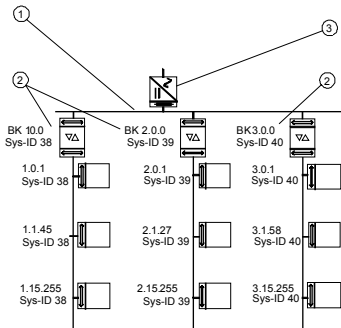 1
3
2
2
BK 10.0
Sys-ID 38
BK 2.0.0
Sys-ID 39
BK3.0.0
Sys-ID 40
1.0.1
Sys-ID 38
2.0.1
Sys-ID 39
3.0.1
Sys-ID 40
1.1.45
Sys-ID 38
2.1.27
Sys-ID 39
3.1.58
Sys-ID 40
1.15.255
Sys-ID 38
2.15.255
Sys-ID 39
3.15.255
Sys-ID 40